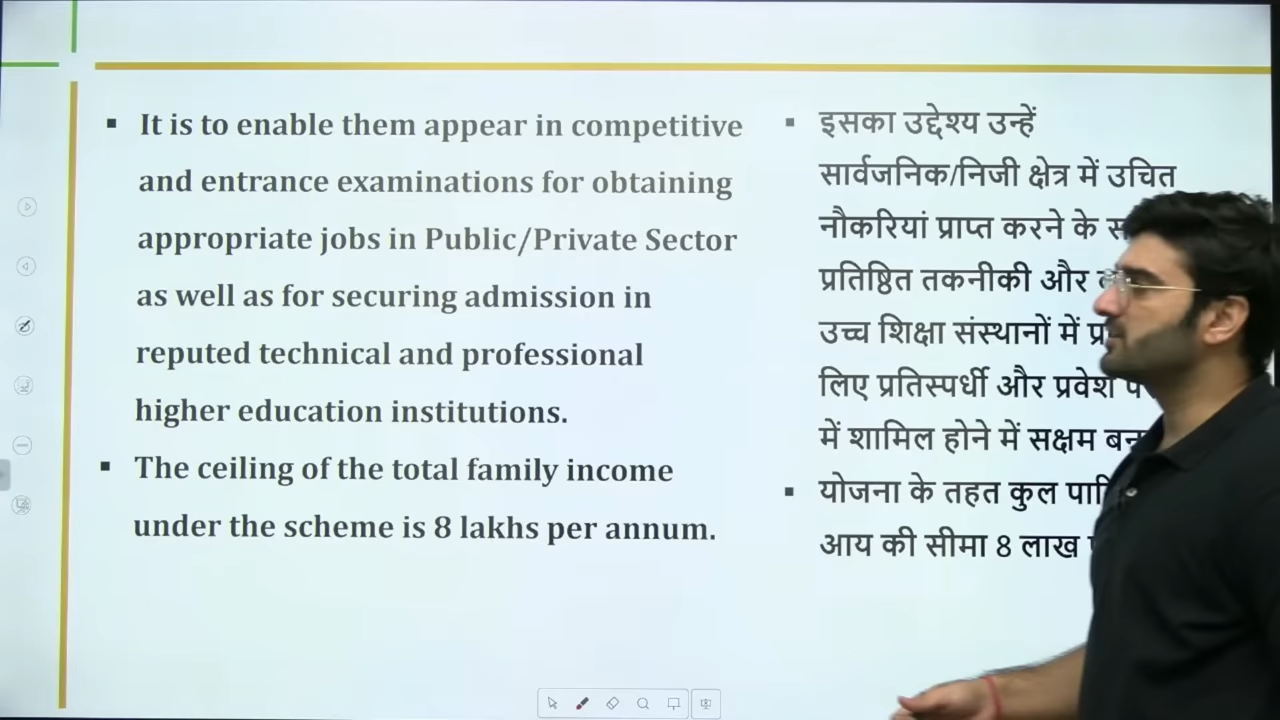 It is to enable them appear in competitive
and entrance examinations for obtaining
appropriate jobs in Public/Private Sector
as well as for securing admission in
reputed technical and professional
higher education institutions.
The ceiling of the total family income
under the scheme is 8 lakhs per annum.
इसका उद्देश्य उन्हें
सार्वजनिक/निजी क्षेत्र में उचित
नौकरियां प्राप्त करने के
प्रतिष्ठित तकनीकी और
उच्च शिक्षा संस्थानों में
लिए प्रतिस्पर्धी और प्रवेश
में शामिल होने में सक्षम
योजना के तहत कुल
आय की सीमा 8 लाख